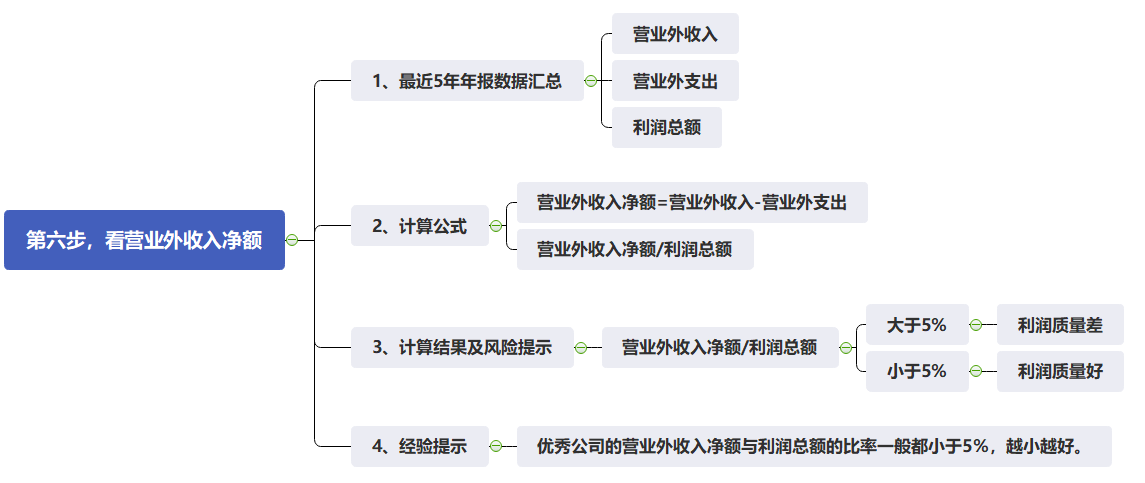 第六步，看营业外收入净额
1、最近5年年报数据汇总
营业外收入
营业外支出
利润总额
2、计算公式
营业外收入净额=营业外收入-营业外支出
营业外收入净额/利润总额
3、计算结果及风险提示
营业外收入净额/利润总额
大于5%
利润质量差
小于5%
利润质量好
4、经验提示
优秀公司的营业外收入净额与利润总额的比率一般都小于5%，越小越好。